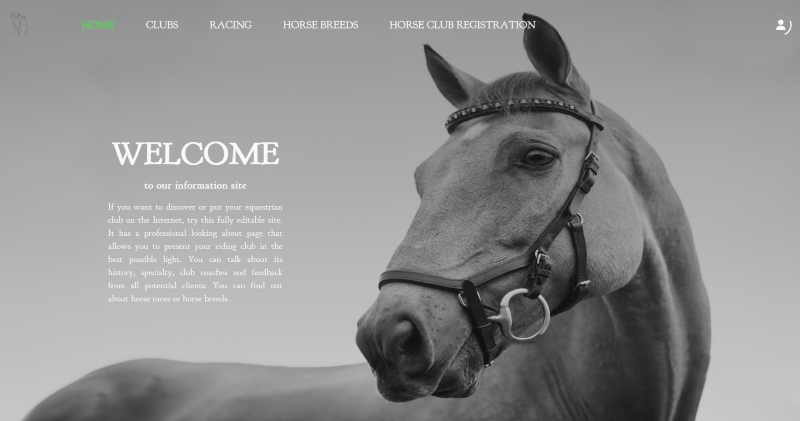 HOME CLUBS RACING HORSE BREEDS HORSE CLUB REGISTRATION
WELCOME
to our information site
If you want to discover or put your equestrian
club on the Internet, try this fully editable site.
It has a professional looking about page that
allows you to present your riding club in the
best possible light. You can talk about its
history, specialty, club coaches and feedback
from all potential clients. You can find out
about horse races or horse breeds.